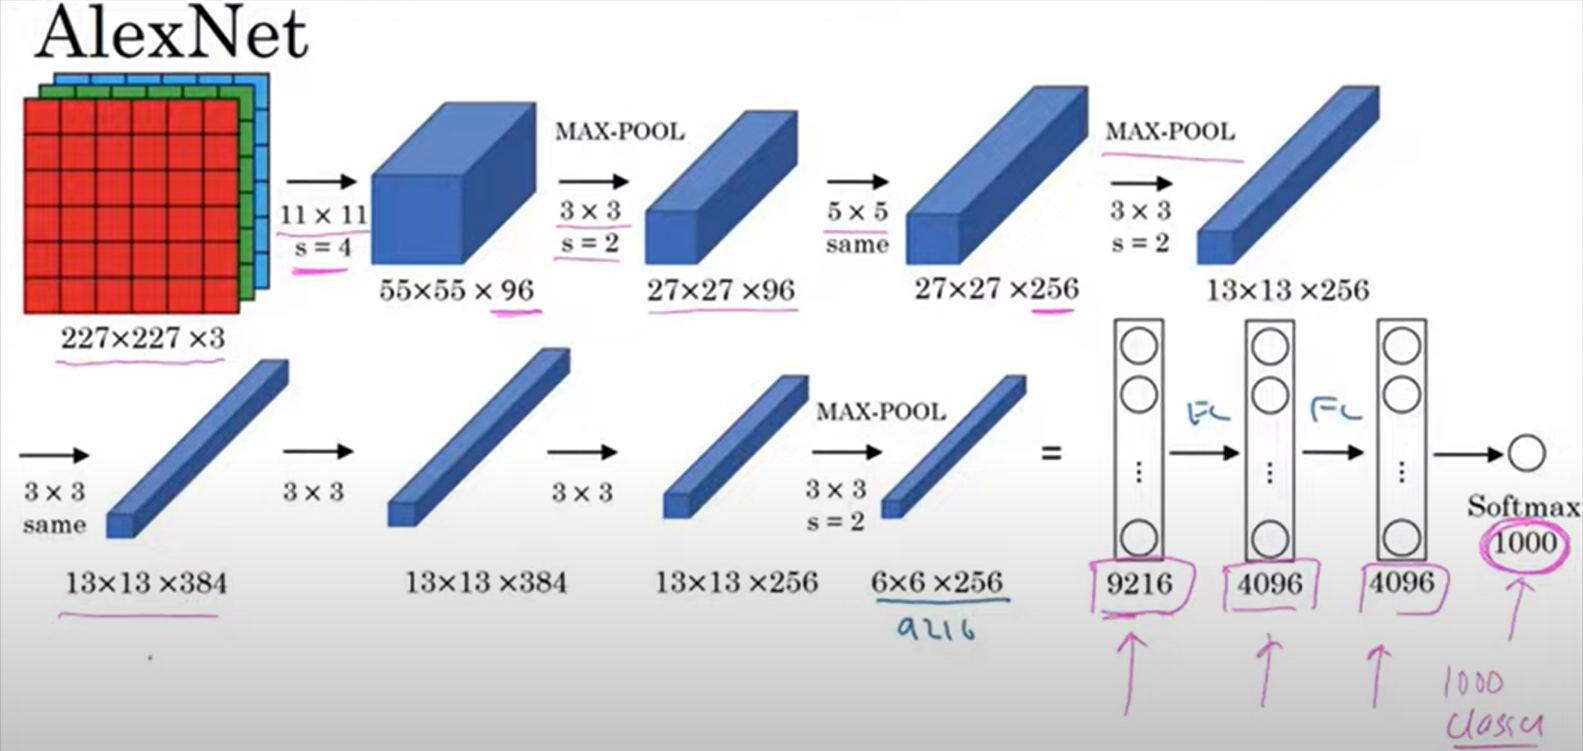 AlexNet
11 × 11
s = 4
MAX-POOL
3 × 3
s = 2
5 × 5
same
MAX-POOL
3 × 3
s = 2
227×227 ×3
55×55 × 96
27×27 ×96
27×27 ×256
13×13 ×256
3 × 3
same
3 × 3
3 × 3
MAX-POOL
3 × 3
s = 2
=
FC
FC
Softmax
1000
13×13 ×384
13×13 ×384
13×13 ×256
6×6 ×256
9216
9216
4096
4096
1000